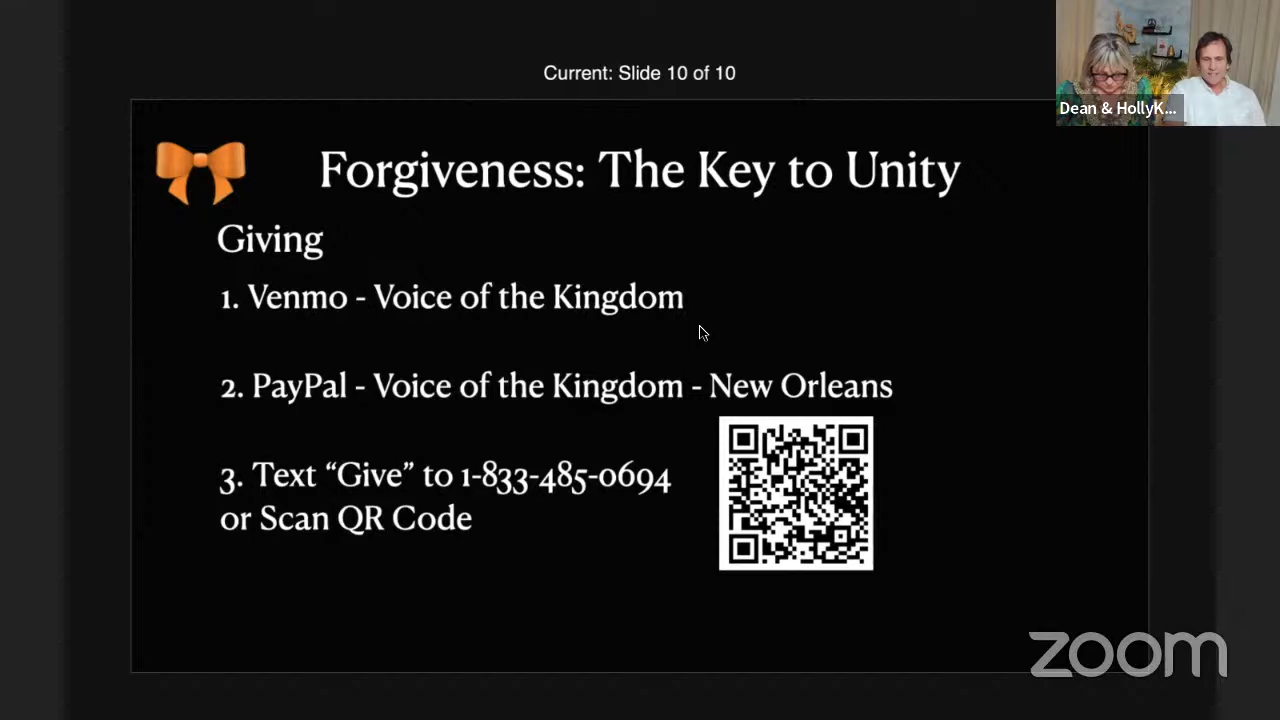 Current: Slide 10 of 10
Dean & HollyK...
Forgiveness: The Key to Unity
Giving
1. Venmo - Voice of the Kingdom
2. PayPal - Voice of the Kingdom - New Orleans
3. Text “Give” to 1-833-485-0694
or Scan QR Code
zoom